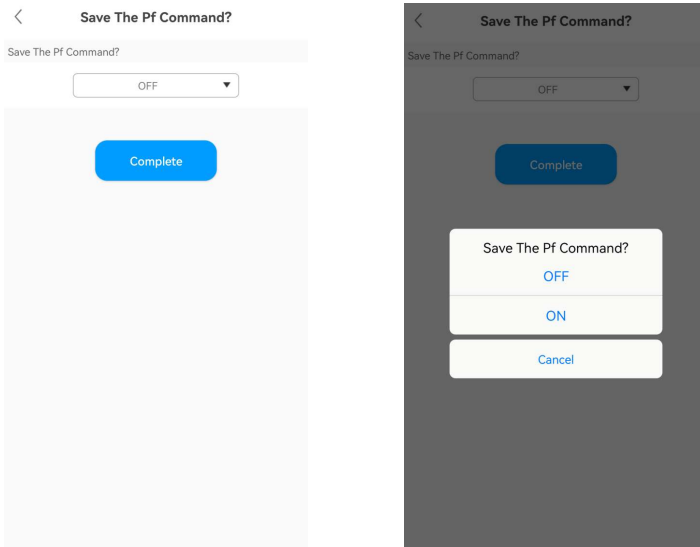 Save The Pf Command?
Save The Pf Command?
OFF
Complete
Save The Pf Command?
Save The Pf Command?
OFF
Complete
Save The Pf Command?
OFF
ON
Cancel